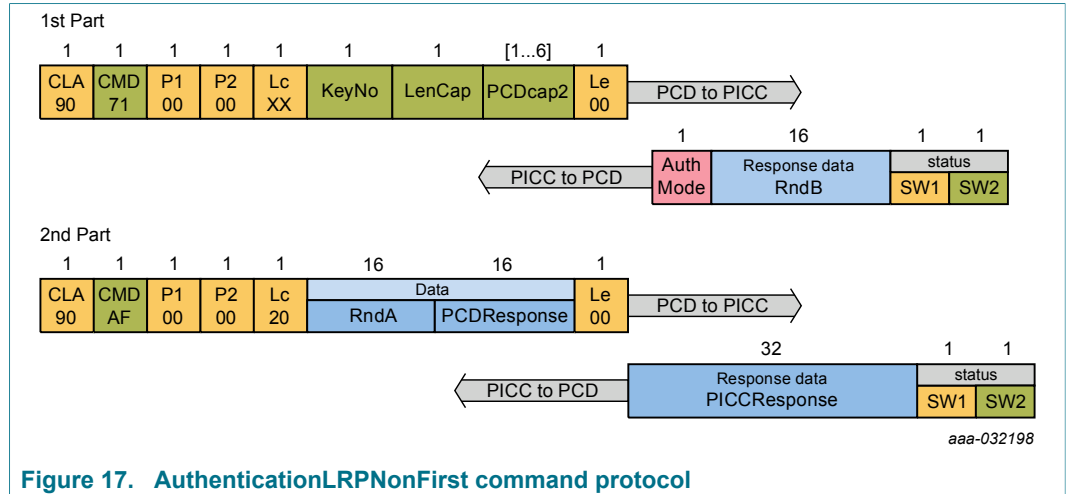 1st Part
1 1 1 1 1 1 1 [1...6] 1
CLA CMD P1 P2 Lc KeyNo LenCap PCDcap2 Le
90 71 00 00 XX 00
PCD to PICC
1 16 1 1
PICC to PCD
Auth Mode
Response data
RndB
status
SW1 SW2
2nd Part
1 1 1 1 1 16 16 1
CLA CMD P1 P2 Lc Data Le
90 AF 00 00 20 RndA PCDResponse 00
PCD to PICC
32 1 1
PICC to PCD
Response data
PICCResponse
status
SW1 SW2
aaa-032198
Figure 17. AuthenticationLRPNonFirst command protocol